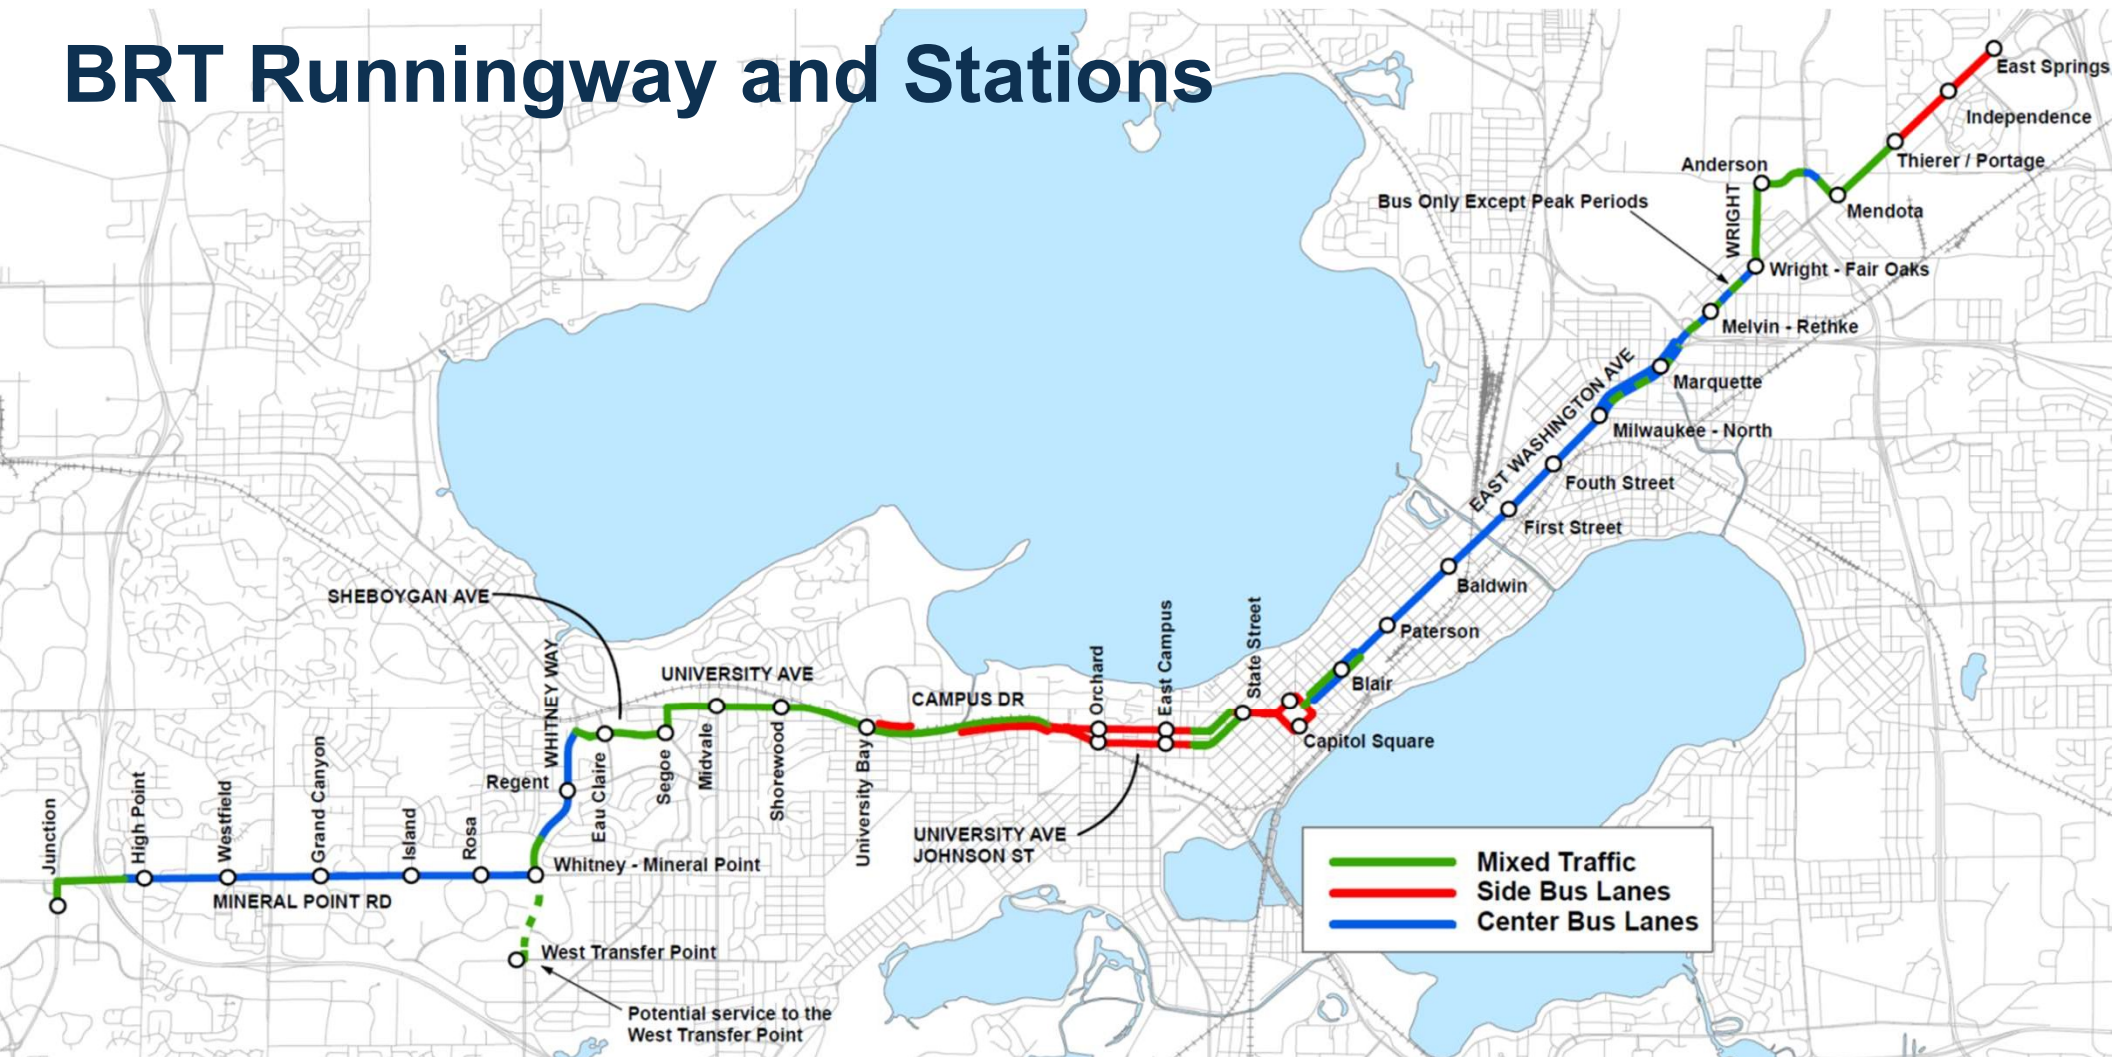 BRT Runningway and Stations
East Springs
Independence
Thierer / Portage
Anderson
Mendota
WRIGHT
Bus Only Except Peak Periods
Wright - Fair Oaks
Melvin - Rethke
Marquette
EAST WASHINGTON AVE
Milwaukee - North
Fouth Street
First Street
Baldwin
Paterson
Blair
Capitol Square
State Street
East Campus
Orchard
SHEBOYGAN AVE
WHITNEY WAY
UNIVERSITY AVE
CAMPUS DR
Regent
Eau Claire
Segoe
Midvale
Shorewood
University Bay
UNIVERSITY AVE
JOHNSON ST
Junction
High Point
Westfield
Grand Canyon
Island
Rosa
Whitney - Mineral Point
MINERAL POINT RD
West Transfer Point
Potential service to the
West Transfer Point
Mixed Traffic
Side Bus Lanes
Center Bus Lanes